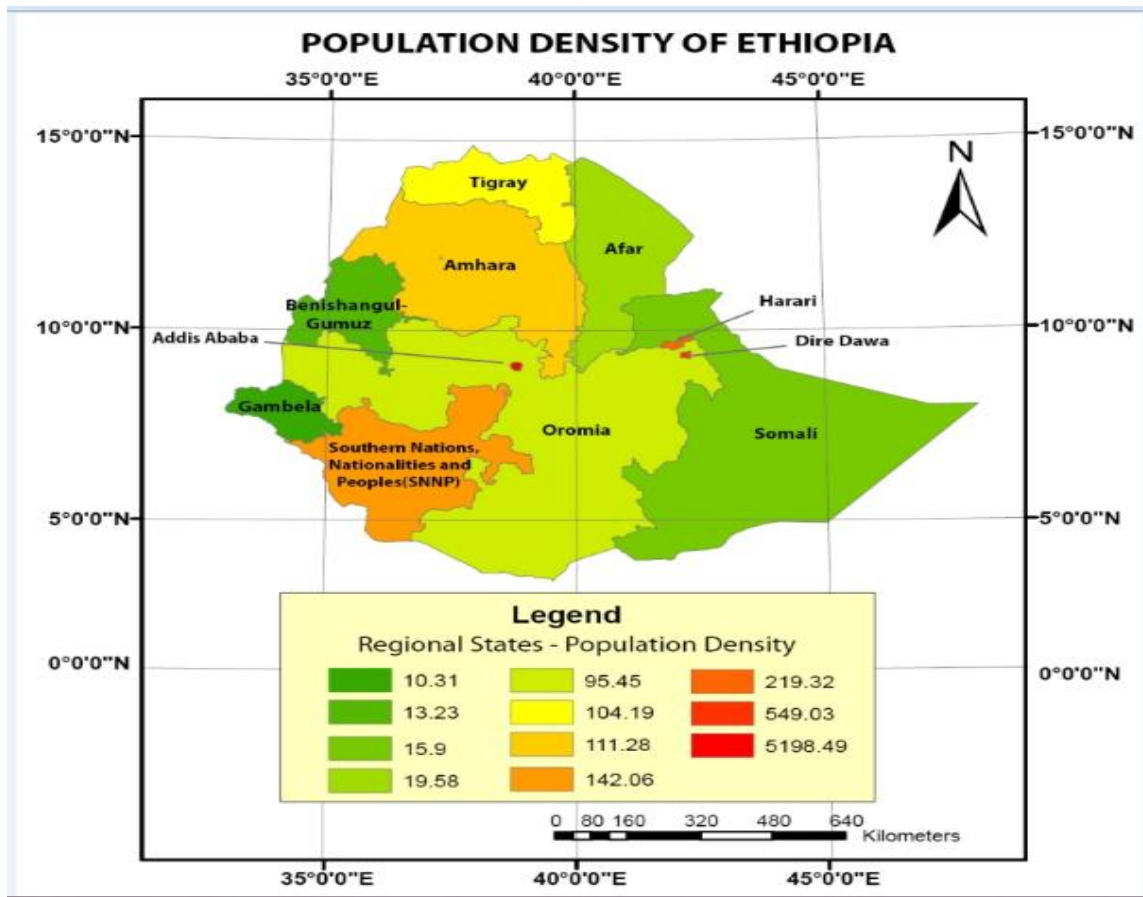 POPULATION DENSITY OF ETHIOPIA
35°0'0"E 40°0'0"E 45°0'0"E
15°0'0"N 15°0'0"N
N
Tigray
Afar
Amhara
Harari
Benishangul-
Gumuz
10°0'0"N 10°0'0"N
Addis Ababa
Dire Dawa
Gambela
Oromia
Somali
Southern Nations,
Nationalities and
Peoples(SNNP)
5°0'0"N 5°0'0"N
Legend
Regional States - Population Density
0°0'0"N 0°0'0"N
10.31 95.45 219.32
13.23 104.19 549.03
15.9 111.28 5198.49
19.58 142.06
0 80 160 320 480 640
Kilometers
35°0'0"E 40°0'0"E 45°0'0"E